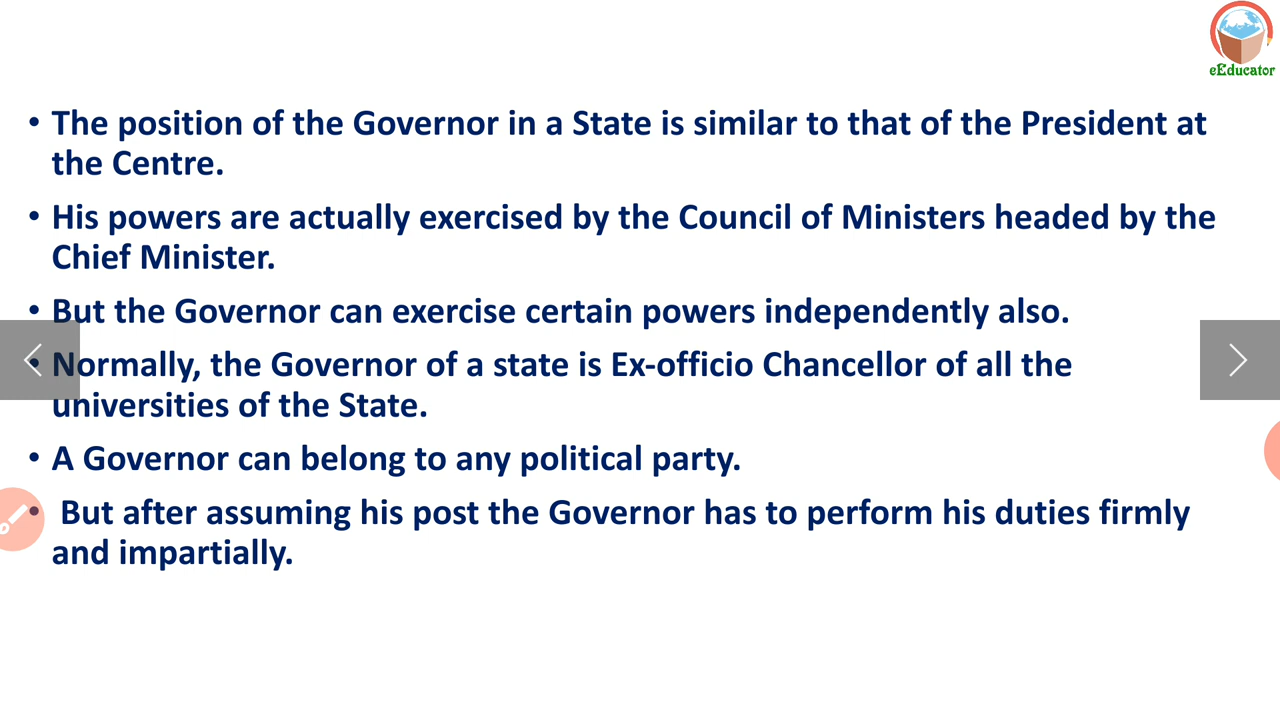 eEducator
• The position of the Governor in a State is similar to that of the President at
the Centre.
• His powers are actually exercised by the Council of Ministers headed by the
Chief Minister.
• But the Governor can exercise certain powers independently also.
• Normally, the Governor of a state is Ex-officio Chancellor of all the
universities of the State.
• A Governor can belong to any political party.
• But after assuming his post the Governor has to perform his duties firmly
and impartially.